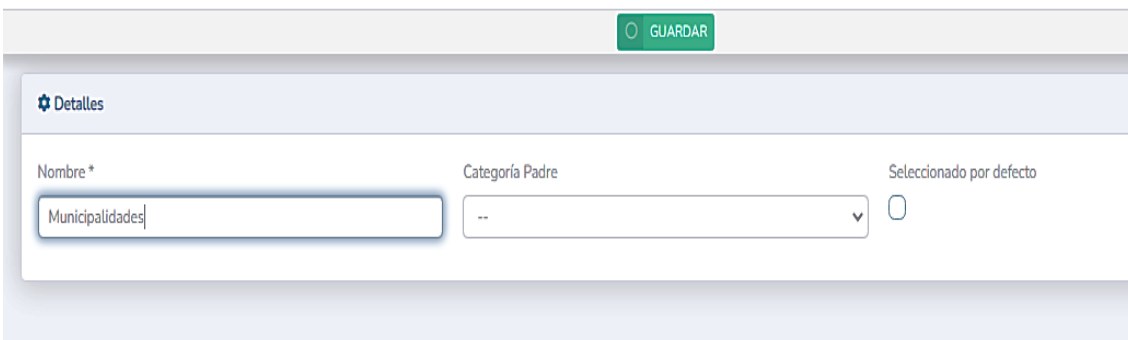 GUARDAR
Detalles
Nombre *
Categoría Padre
Seleccionado por defecto
Municipalidades
--